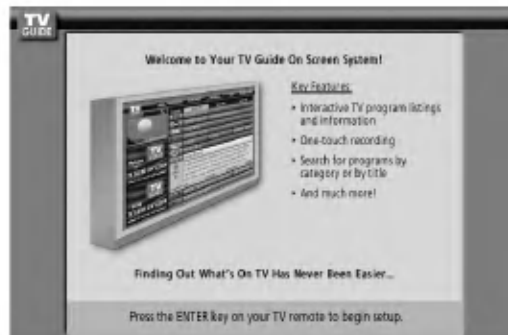 TV
GUIDE
Welcome to Your TV Guide On Screen System!
Key Features:
• Interactive TV program listings
and information
• One-touch recording
• Search for programs by
category or by title
• And much more!
TV
TV
Finding Out What's On TV Has Never Been Easier...
Press the ENTER key on your TV remote to begin setup.